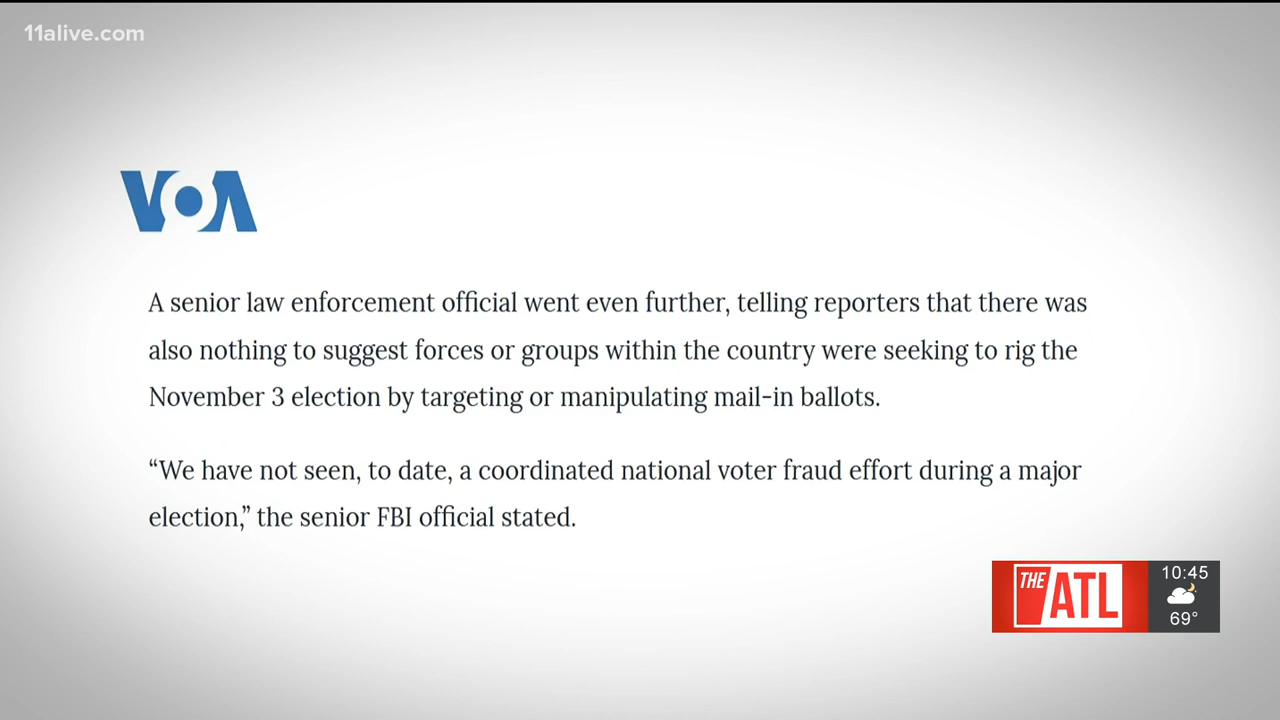 11alive.com
VOA
A senior law enforcement official went even further, telling reporters that there was
also nothing to suggest forces or groups within the country were seeking to rig the
November 3 election by targeting or manipulating mail-in ballots.
“We have not seen, to date, a coordinated national voter fraud effort during a major
election,” the senior FBI official stated.
THE ATL
10:45
69°